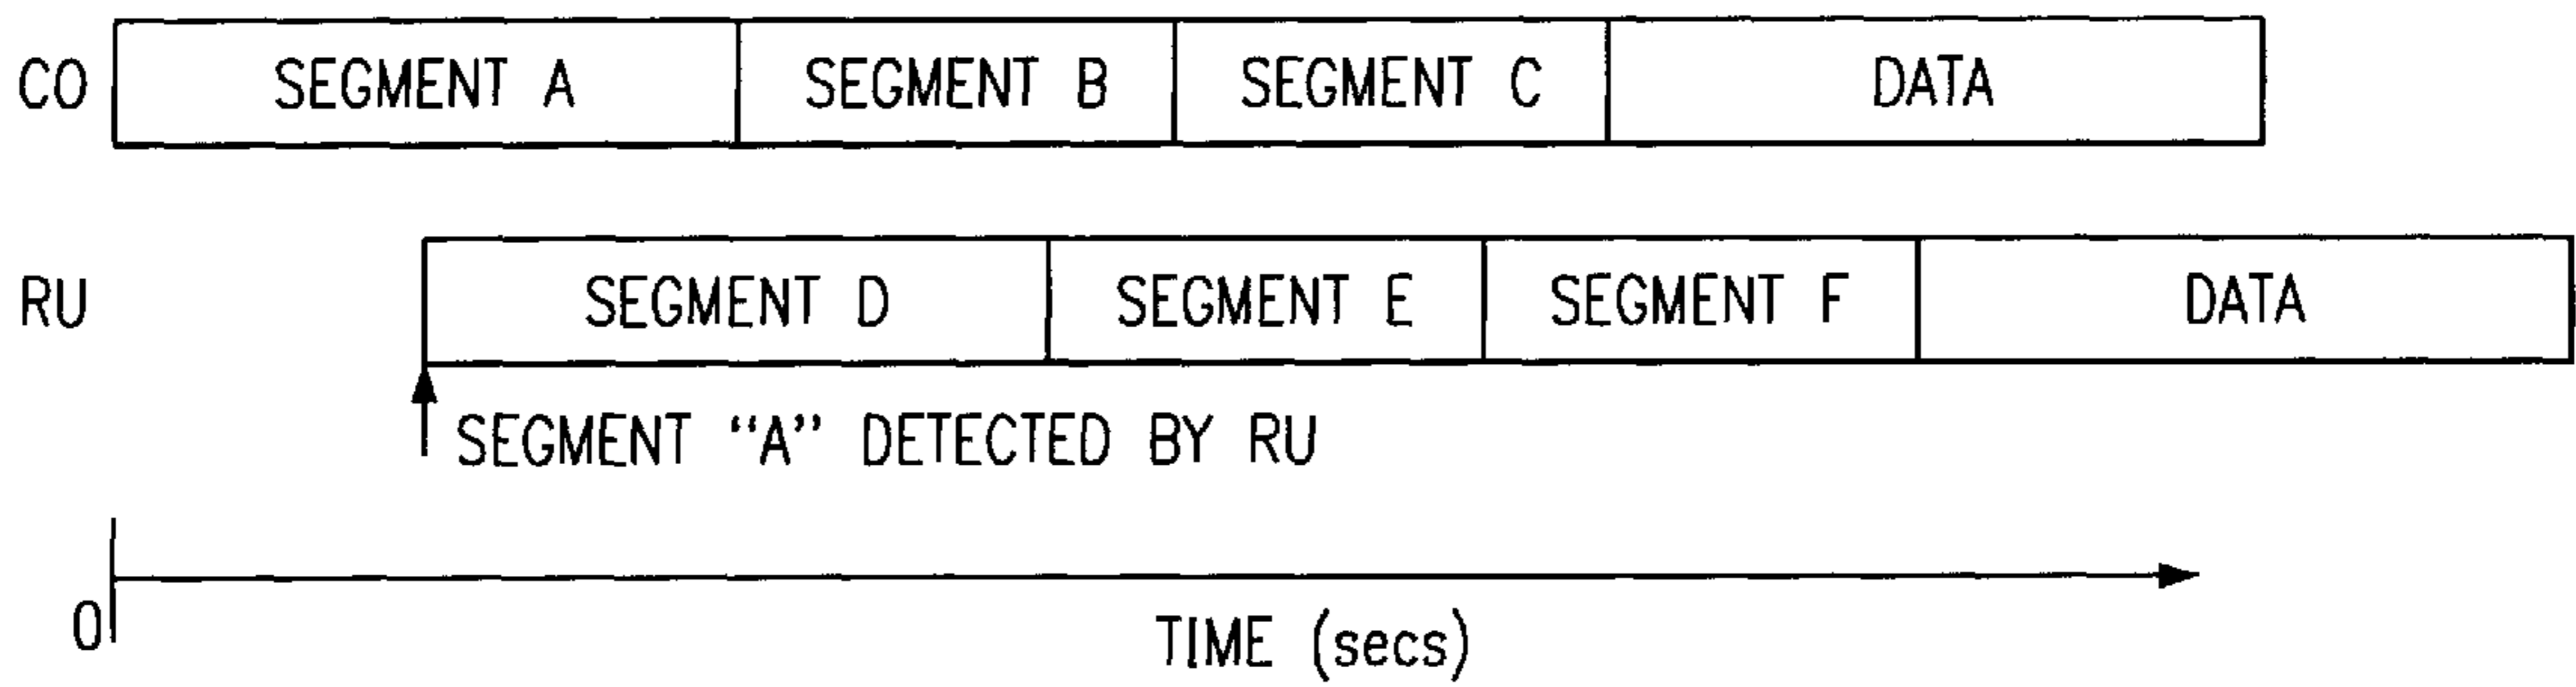 CO SEGMENT A SEGMENT B SEGMENT C DATA
RU SEGMENT D SEGMENT E SEGMENT F DATA
SEGMENT “A” DETECTED BY RU
0
TIME (secs)